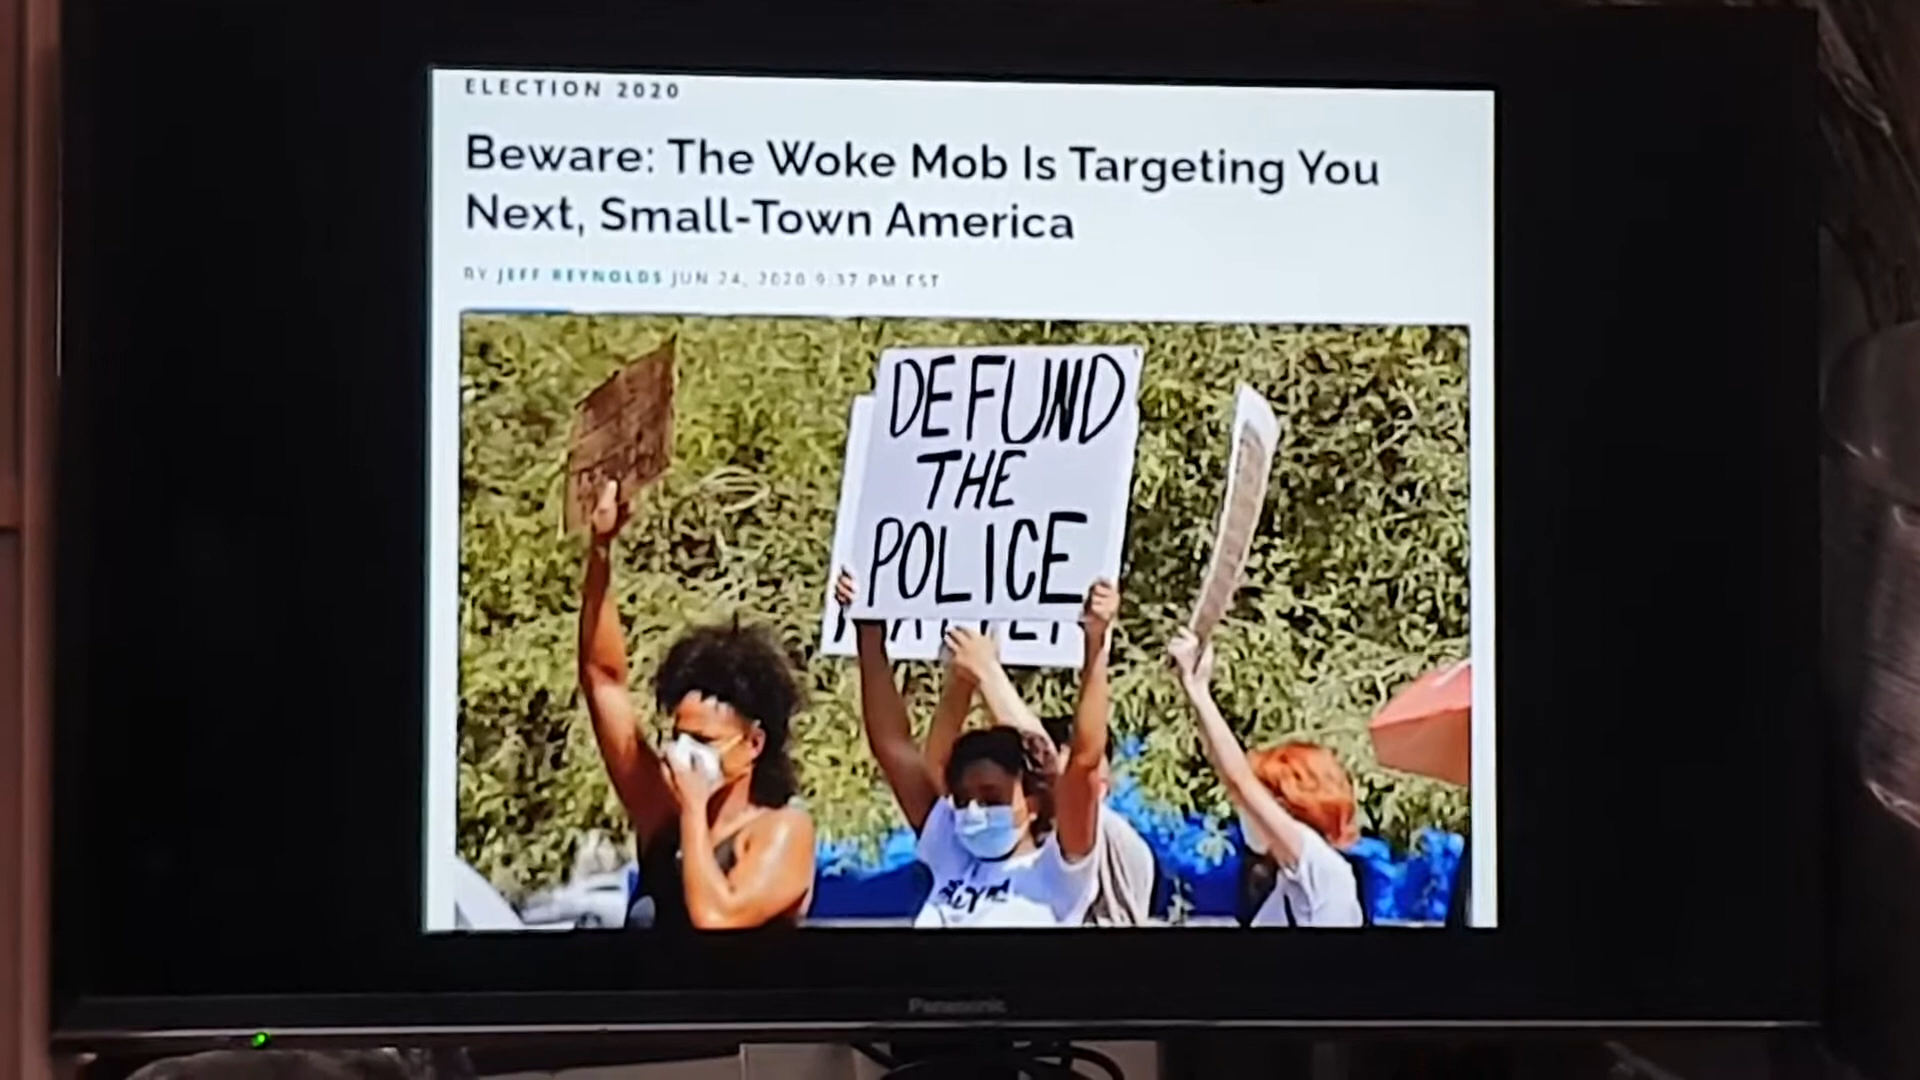 ELECTION 2020
Beware: The Woke Mob Is Targeting You
Next, Small-Town America
BY JEFF REYNOLDS JUN 24, 2020 9:37 PM EST
DEFUND
THE
POLICE
Panasonic